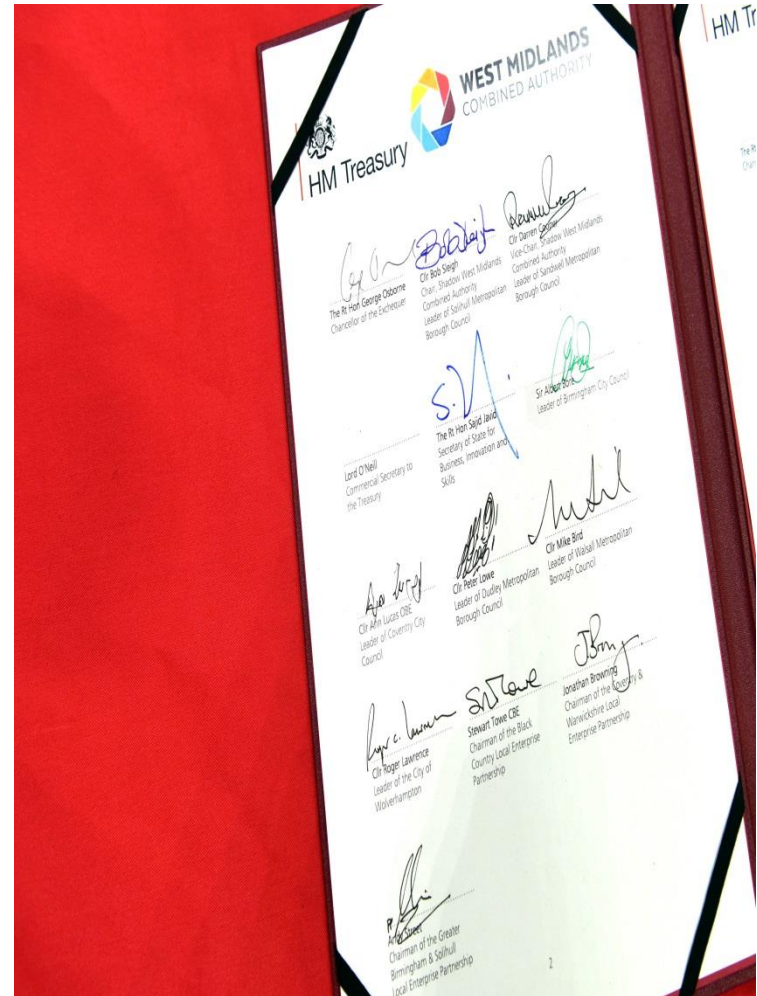 HM Treasury
WEST MIDLANDS
COMBINED AUTHORITY
The Rt Hon George Osborne
Chancellor of the Exchequer
Cllr Bob Sleigh
Chair, Shadow West Midlands
Combined Authority
Leader of Solihull Metropolitan
Borough Council
Cllr Darren Cooper
Vice-Chair, Shadow West Midlands
Combined Authority
Leader of Sandwell Metropolitan
Borough Council
Lord O'Neill
Commercial Secretary to
the Treasury
S.
The Rt Hon Sajid Javid
Secretary of State for
Business, Innovation and
Skills
Sir Albert Bore
Leader of Birmingham City Council
Cllr Ann Lucas OBE
Leader of Coventry City
Council
Cllr Peter Lowe
Leader of Dudley Metropolitan
Borough Council
Cllr Mike Bird
Leader of Walsall Metropolitan
Borough Council
Roger C. Lawrence
Cllr Roger Lawrence
Leader of the City of
Wolverhampton
Stewart Towe CBE
Chairman of the Black
Country Local Enterprise
Partnership
Jonathan Browning
Chairman of the Coventry &
Warwickshire Local
Enterprise Partnership
PP
Andy Street
Chairman of the Greater
Birmingham & Solihull
Local Enterprise Partnership
2
HM Tr